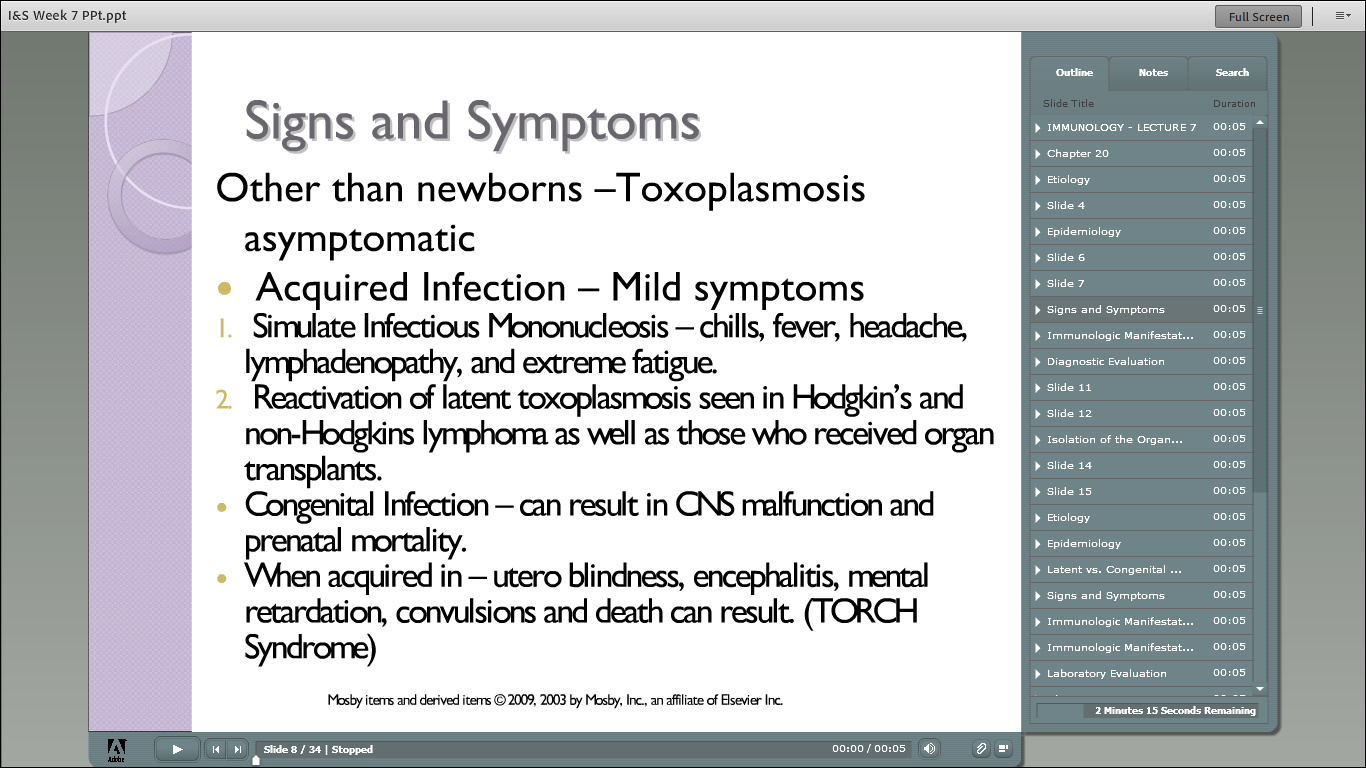 I&S Week 7 PPt.ppt
Full Screen
Signs and Symptoms
Other than newborns –Toxoplasmosis
asymptomatic
• Acquired Infection – Mild symptoms
1. Simulate Infectious Mononucleosis – chills, fever, headache,
lymphadenopathy, and extreme fatigue.
2. Reactivation of latent toxoplasmosis seen in Hodgkin’s and
non-Hodgkins lymphoma as well as those who received organ
transplants.
• Congenital Infection – can result in CNS malfunction and
prenatal mortality.
• When acquired in – utero blindness, encephalitis, mental
retardation, convulsions and death can result. (TORCH
Syndrome)
Mosby items and derived items © 2009, 2003 by Mosby, Inc., an affiliate of Elsevier Inc.
Outline Notes Search
Slide Title Duration
IMMUNOLOGY - LECTURE 7 00:05
Chapter 20 00:05
Etiology 00:05
Slide 4 00:05
Epidemiology 00:05
Slide 6 00:05
Slide 7 00:05
Signs and Symptoms 00:05
Immunologic Manifestat... 00:05
Diagnostic Evaluation 00:05
Slide 11 00:05
Slide 12 00:05
Isolation of the Organ... 00:05
Slide 14 00:05
Slide 15 00:05
Etiology 00:05
Epidemiology 00:05
Latent vs. Congenital ... 00:05
Signs and Symptoms 00:05
Immunologic Manifestat... 00:05
Immunologic Manifestat... 00:05
Laboratory Evaluation 00:05
2 Minutes 15 Seconds Remaining
Adobe
Slide 8 / 34 | Stopped
00:00 / 00:05